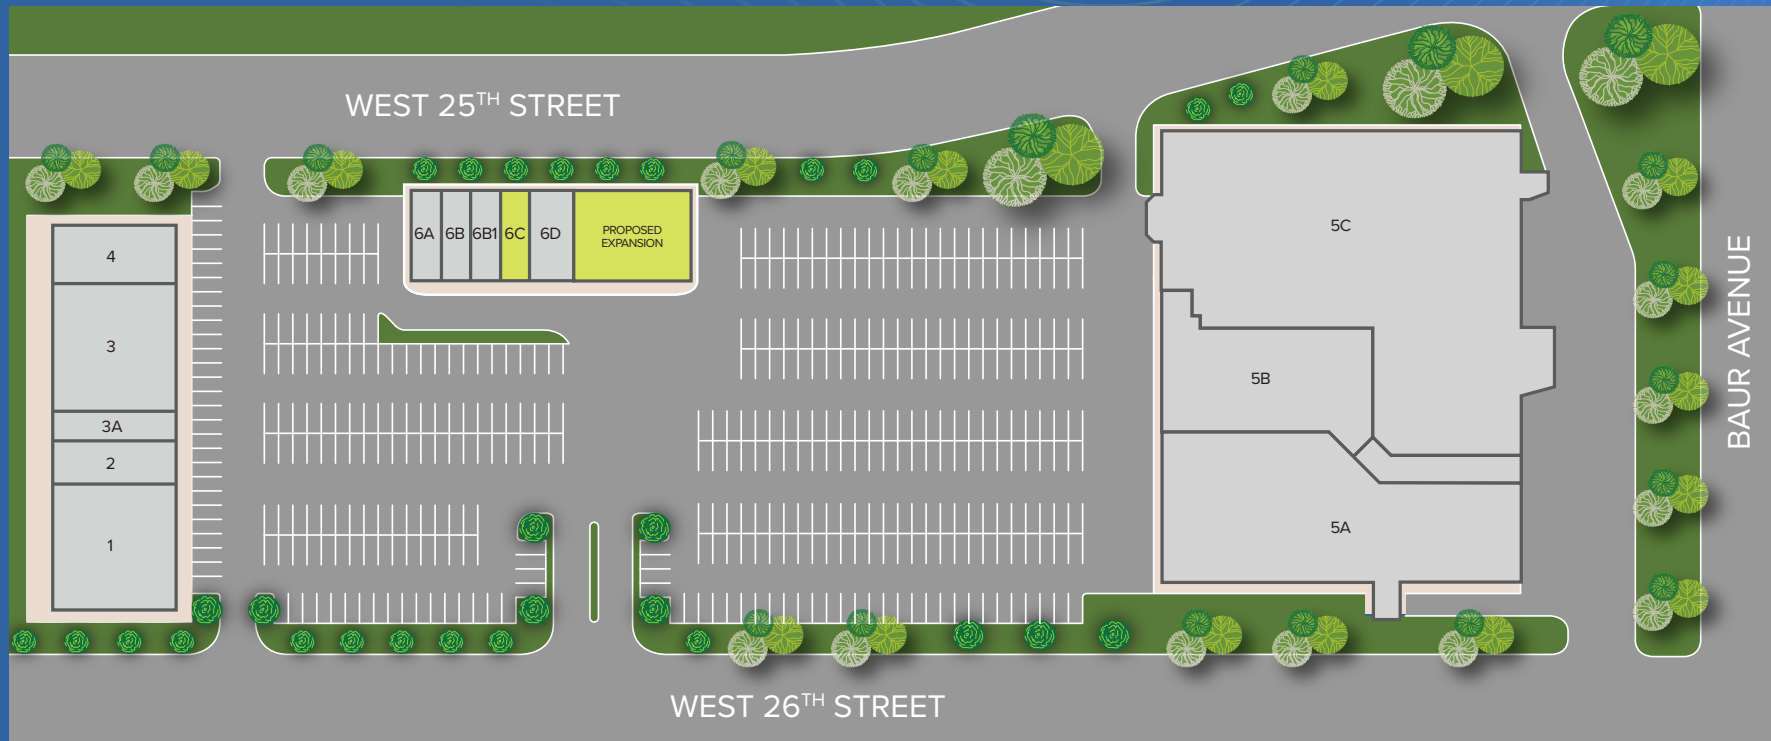 WEST 25TH STREET
6A
6B
6B1
6C
6D
PROPOSED
EXPANSION
4
3
3A
2
1
5C
5B
5A
BAUR AVENUE
WEST 26TH STREET